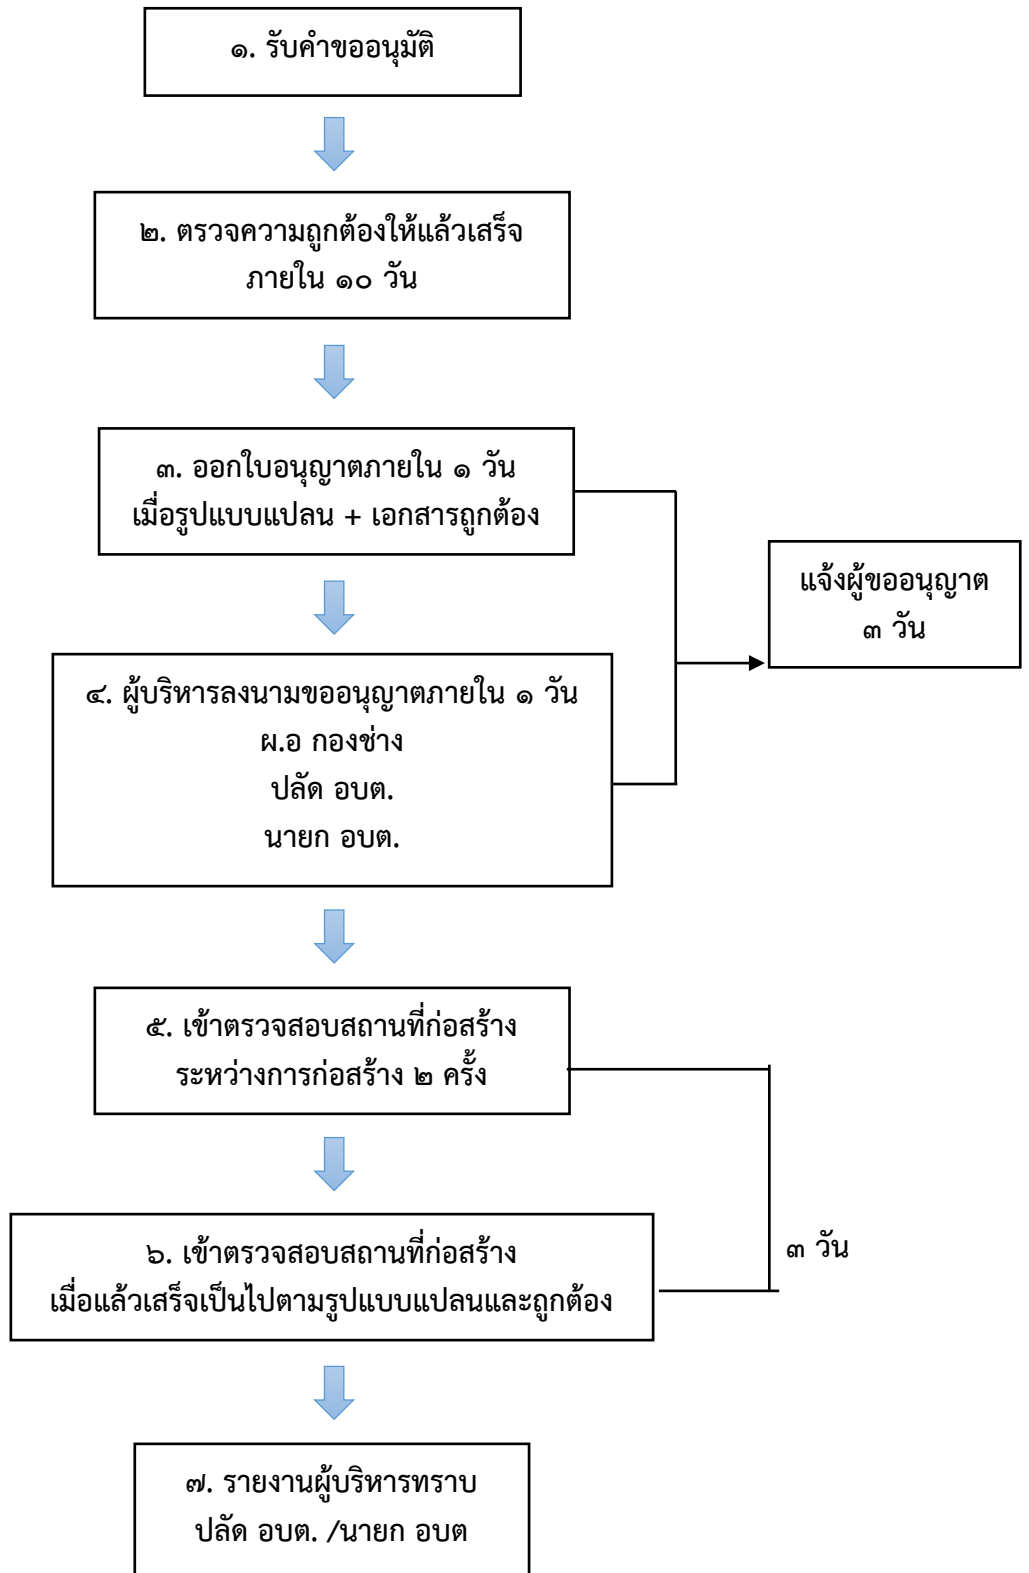 ๑. รับคำขออนุมัติ
๒. ตรวจความถูกต้องให้แล้วเสร็จ
ภายใน ๑๐ วัน
๓. ออกใบอนุญาตภายใน ๑ วัน
เมื่อรูปแบบแปลน + เอกสารถูกต้อง
แจ้งผู้ขออนุญาต
๓ วัน
๔. ผู้บริหารลงนามขออนุญาตภายใน ๑ วัน
ผ.อ กองช่าง
ปลัด อบต.
นายก อบต.
๕. เข้าตรวจสอบสถานที่ก่อสร้าง
ระหว่างการก่อสร้าง ๒ ครั้ง
๖. เข้าตรวจสอบสถานที่ก่อสร้าง
เมื่อแล้วเสร็จเป็นไปตามรูปแบบแปลนและถูกต้อง
๓ วัน
๗. รายงานผู้บริหารทราบ
ปลัด อบต. /นายก อบต